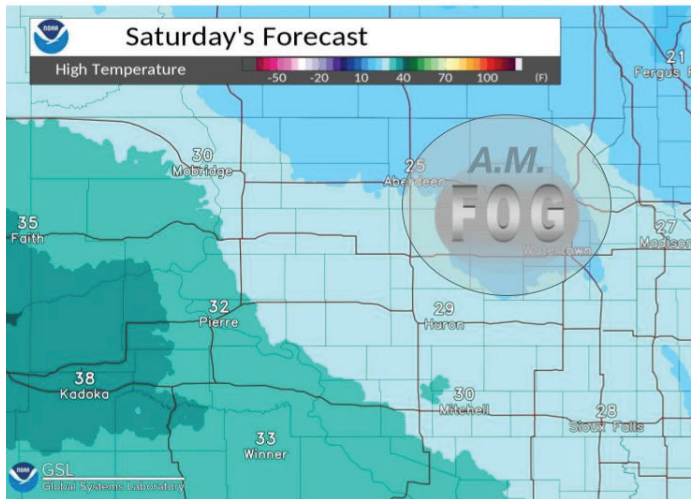 NOAA
Saturday's Forecast
High Temperature
-50 -20 10 40 70 100 (F)
21
Fergus F
30
Mobridge
25
Aberdeen
A.M.
FOG
35
Faith
27
Madison
Watertown
32
Pierre
29
Huron
38
Kadoka
30
Mitchell
28
Sioux Falls
33
Winner
NOAA
GSL
Global Systems Laboratory